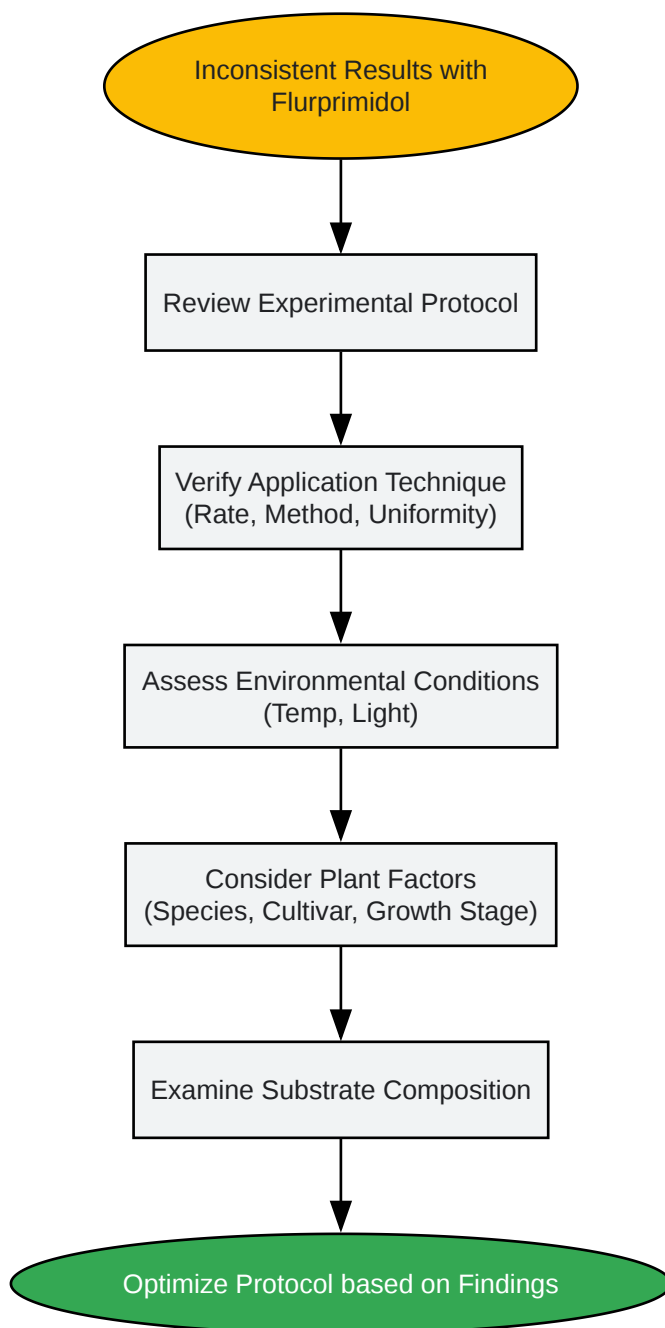 Inconsistent Results with
Flurprimidol
Review Experimental Protocol
Verify Application Technique
(Rate, Method, Uniformity)
Assess Environmental Conditions
(Temp, Light)
Consider Plant Factors
(Species, Cultivar, Growth Stage)
Examine Substrate Composition
Optimize Protocol based on Findings